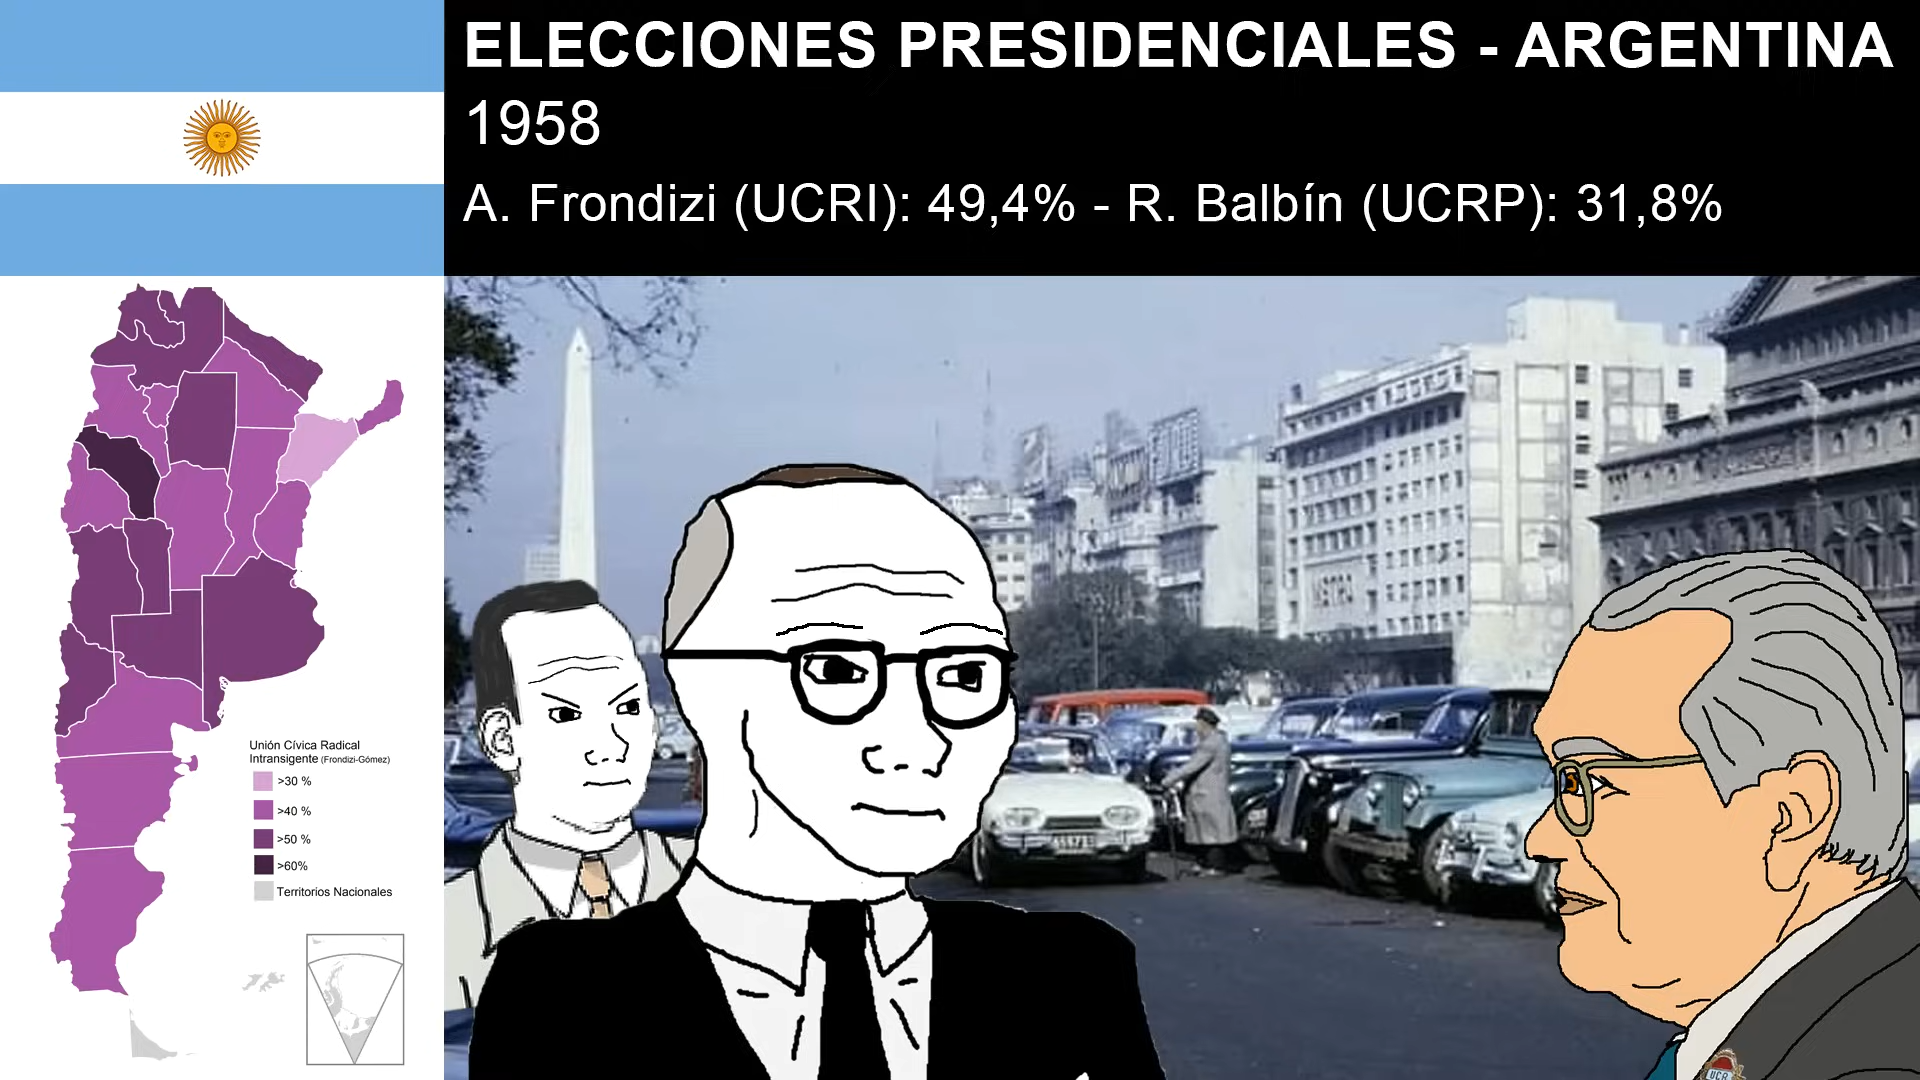 ELECCIONES PRESIDENCIALES - ARGENTINA
1958
A. Frondizi (UCRI): 49,4% - R. Balbín (UCRP): 31,8%
Unión Cívica Radical
Intransigente (Frondizi-Gómez)
>30 %
>40 %
>50 %
>60%
Territorios Nacionales
UCR